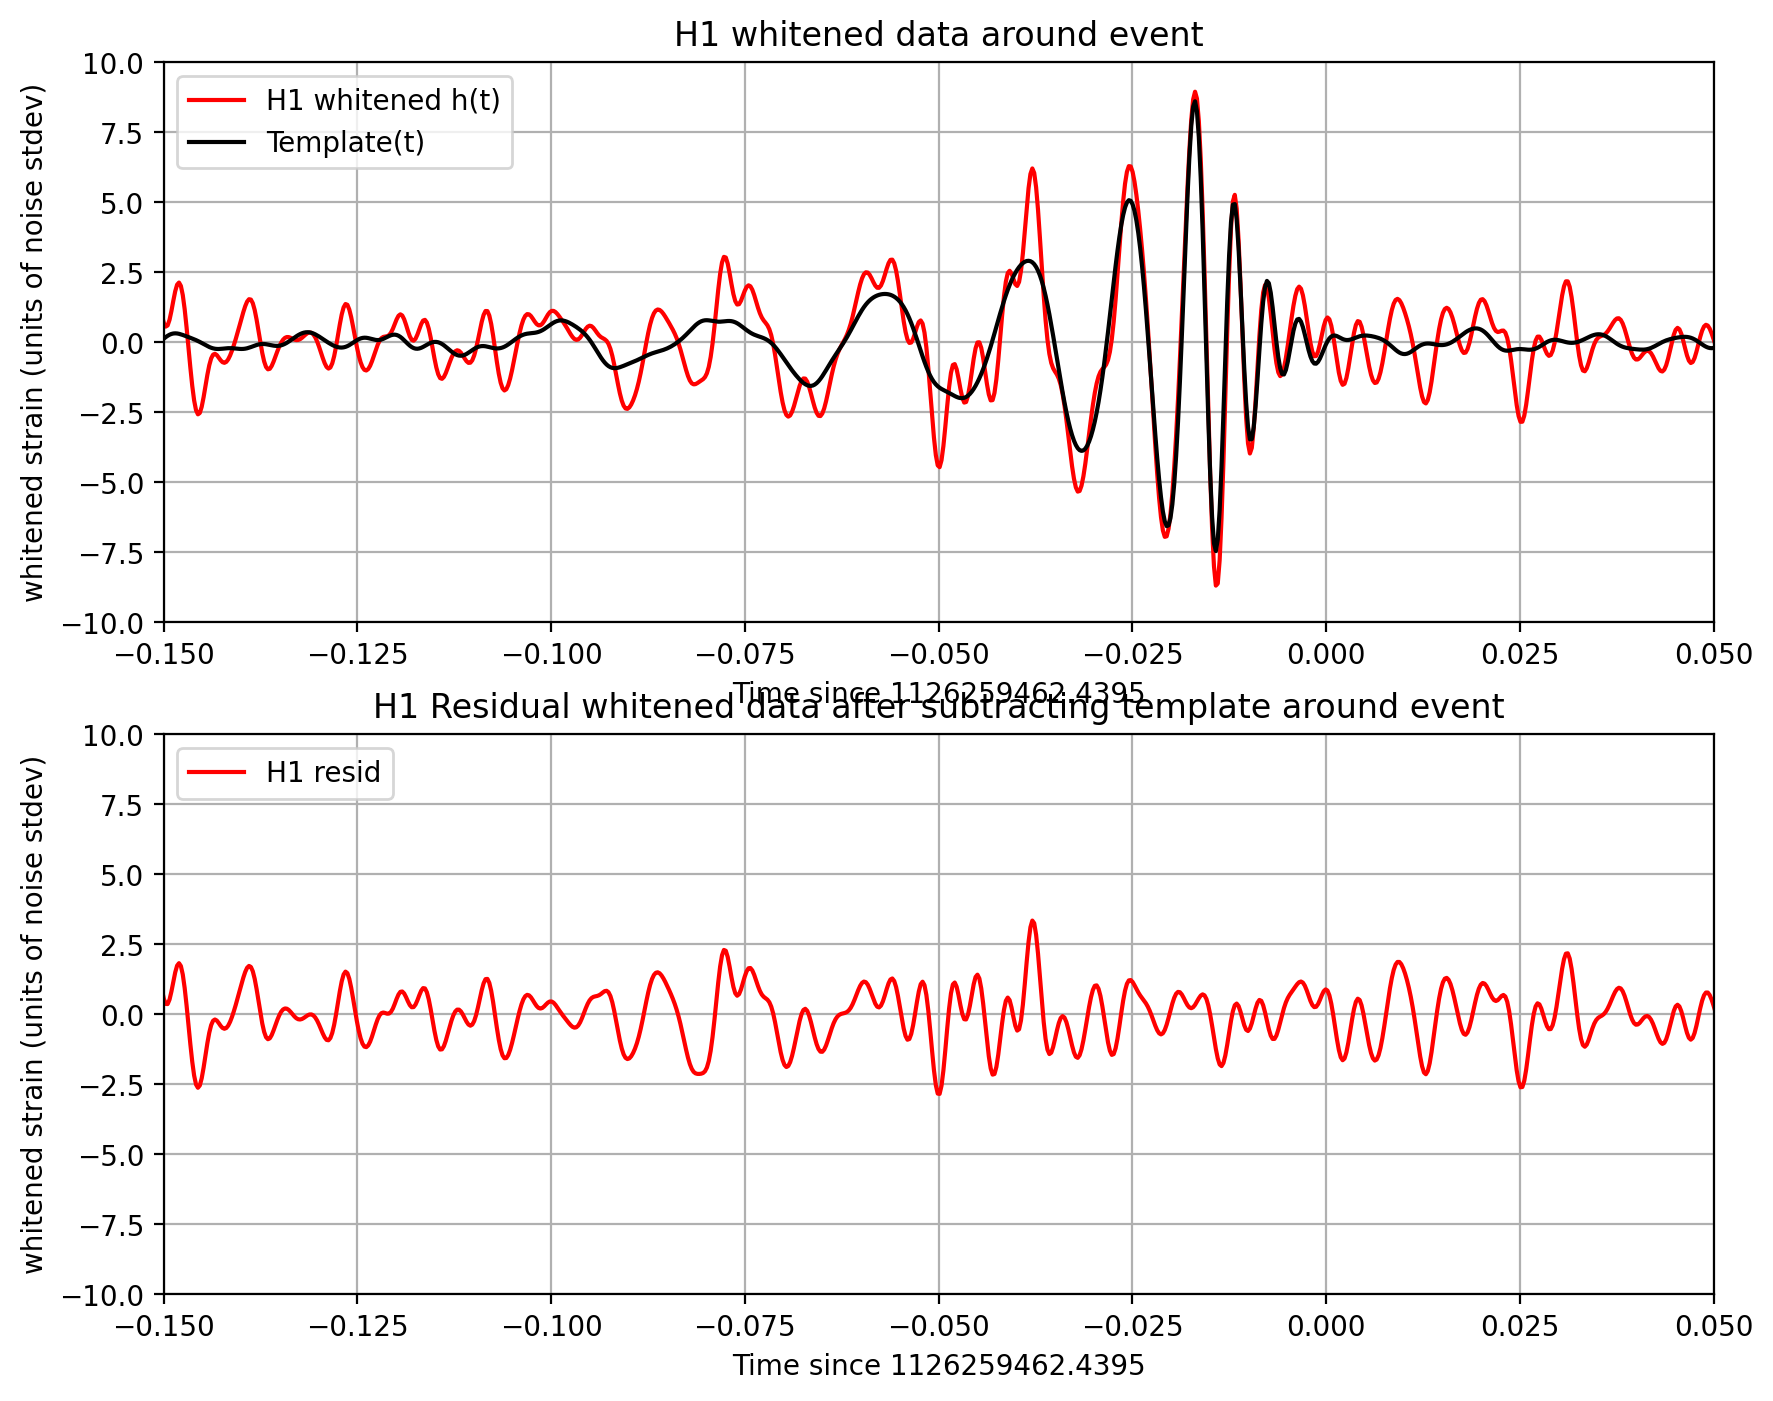 H1 whitened data around event
whitened strain (units of noise stdev)
10.0
7.5
5.0
2.5
0.0
−2.5
−5.0
−7.5
−10.0
H1 whitened h(t)
Template(t)
−0.150 −0.125 −0.100 −0.075 −0.050 −0.025 0.000 0.025 0.050
Time since 1126259462.4395
H1 Residual whitened data after subtracting template around event
whitened strain (units of noise stdev)
10.0
7.5
5.0
2.5
0.0
−2.5
−5.0
−7.5
−10.0
H1 resid
−0.150 −0.125 −0.100 −0.075 −0.050 −0.025 0.000 0.025 0.050
Time since 1126259462.4395